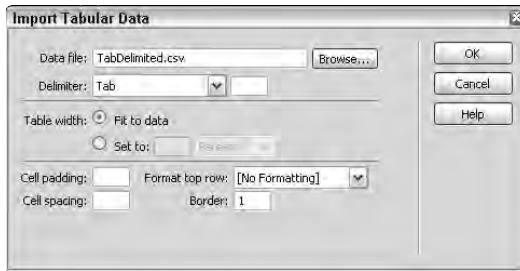 Import Tabular Data
Data file: TabDelimited.csv Browse...
Delimiter: Tab
Table width: Fit to data
Set to: Percent
Cell padding: Format top row: [No Formatting]
Cell spacing: Border: 1
OK
Cancel
Help